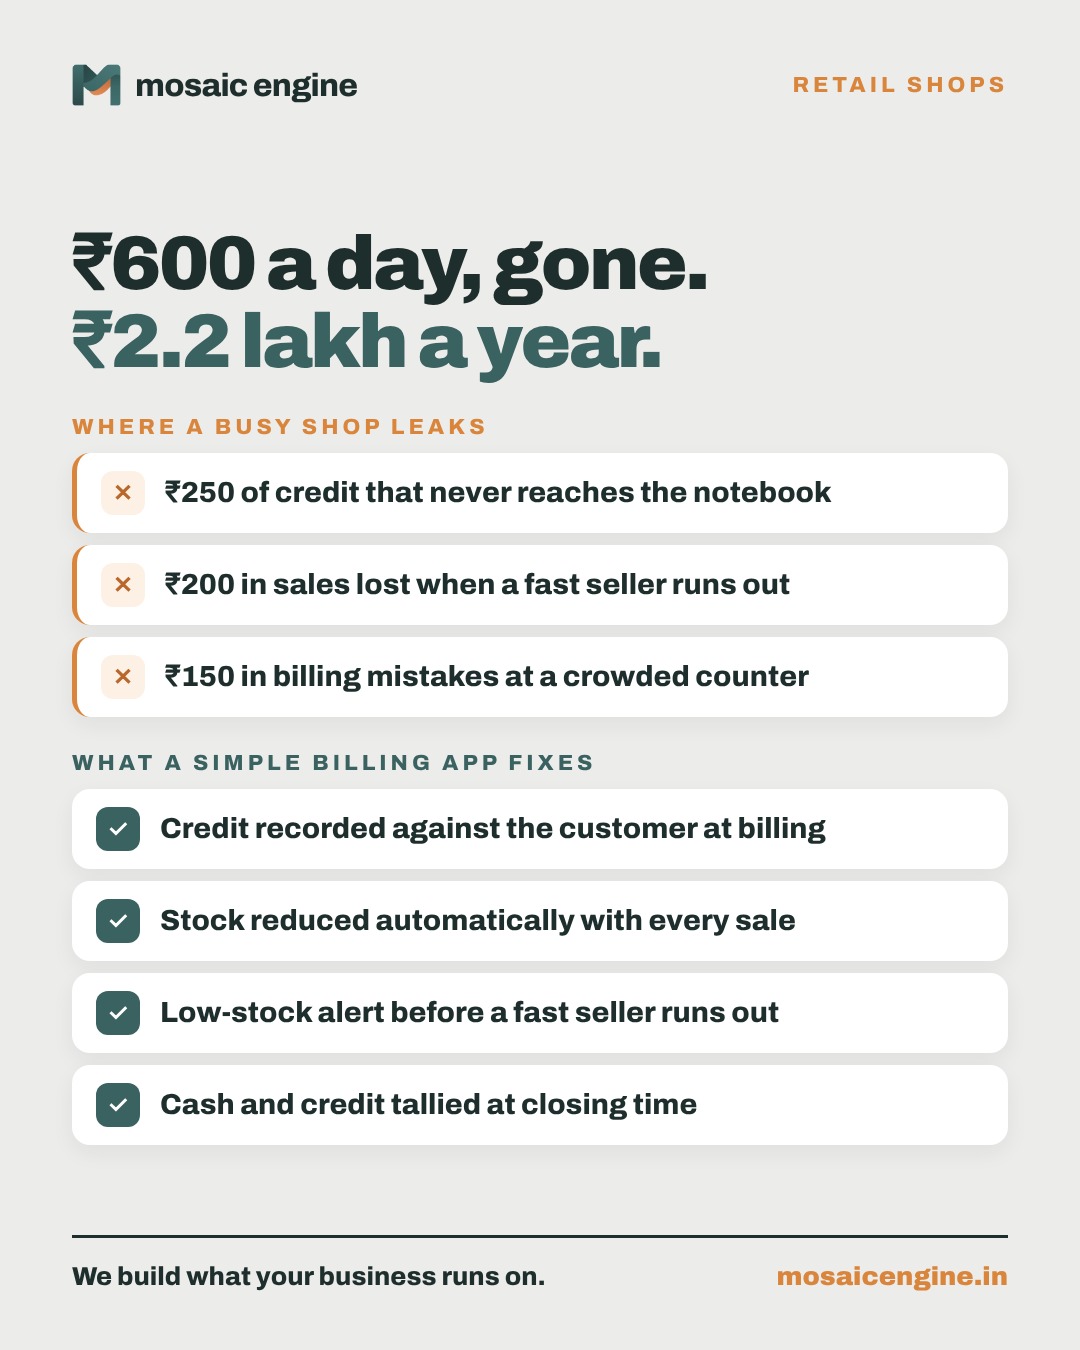 mosaic engine
RETAIL SHOPS
₹600 a day, gone.
₹2.2 lakh a year.
WHERE A BUSY SHOP LEAKS
₹250 of credit that never reaches the notebook
₹200 in sales lost when a fast seller runs out
₹150 in billing mistakes at a crowded counter
WHAT A SIMPLE BILLING APP FIXES
Credit recorded against the customer at billing
Stock reduced automatically with every sale
Low-stock alert before a fast seller runs out
Cash and credit tallied at closing time
We build what your business runs on.
mosaicengine.in